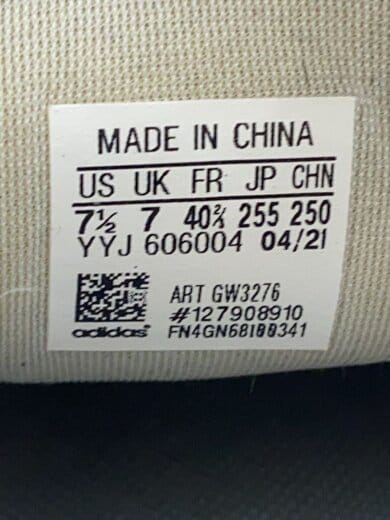 MADE IN CHINA
US UK FR JP CHN
7½ 7 40⅔ 255 250
YYJ 606004 04/21
ART GW3276
#127908910
adidas FN4GN68100341